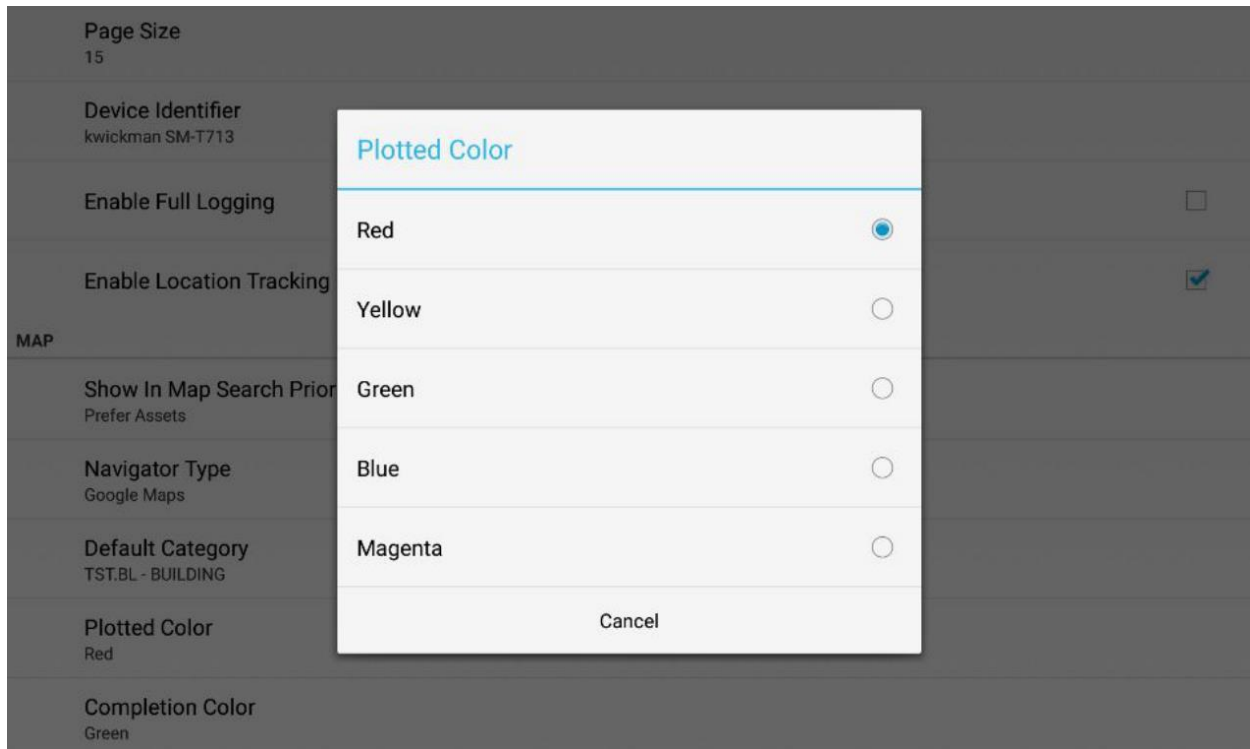 Page Size
15
Device Identifier
kwickman SM-T713
Enable Full Logging
Enable Location Tracking
MAP
Show In Map Search Prior
Prefer Assets
Navigator Type
Google Maps
Default Category
TST.BL - BUILDING
Plotted Color
Red
Completion Color
Green
Plotted Color
Red
Yellow
Green
Blue
Magenta
Cancel